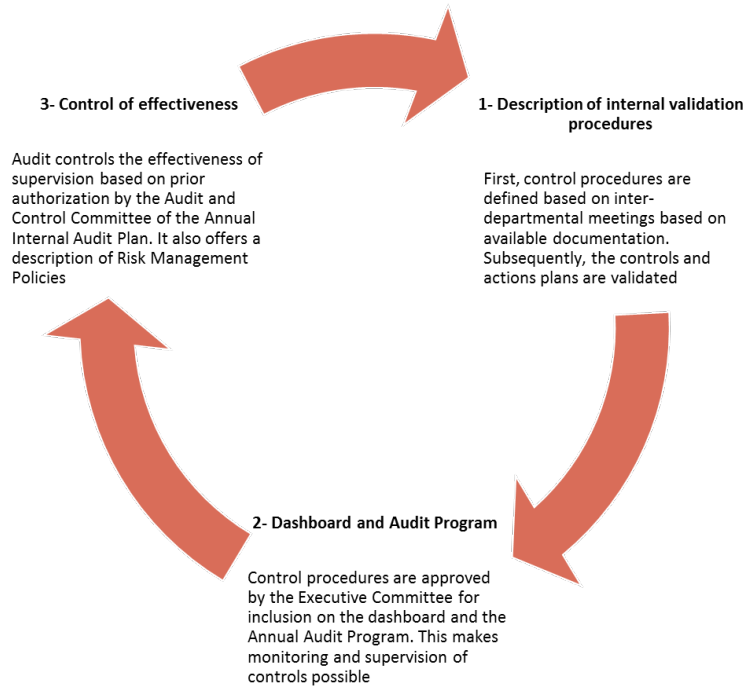 3- Control of effectiveness
Audit controls the effectiveness of
supervision based on prior
authorization by the Audit and
Control Committee of the Annual
Internal Audit Plan. It also offers a
description of Risk Management
Policies
1- Description of internal validation
procedures
First, control procedures are
defined based on inter-
departmental meetings based on
available documentation.
Subsequently, the controls and
actions plans are validated
2- Dashboard and Audit Program
Control procedures are approved
by the Executive Committee for
inclusion on the dashboard and the
Annual Audit Program. This makes
monitoring and supervision of
controls possible